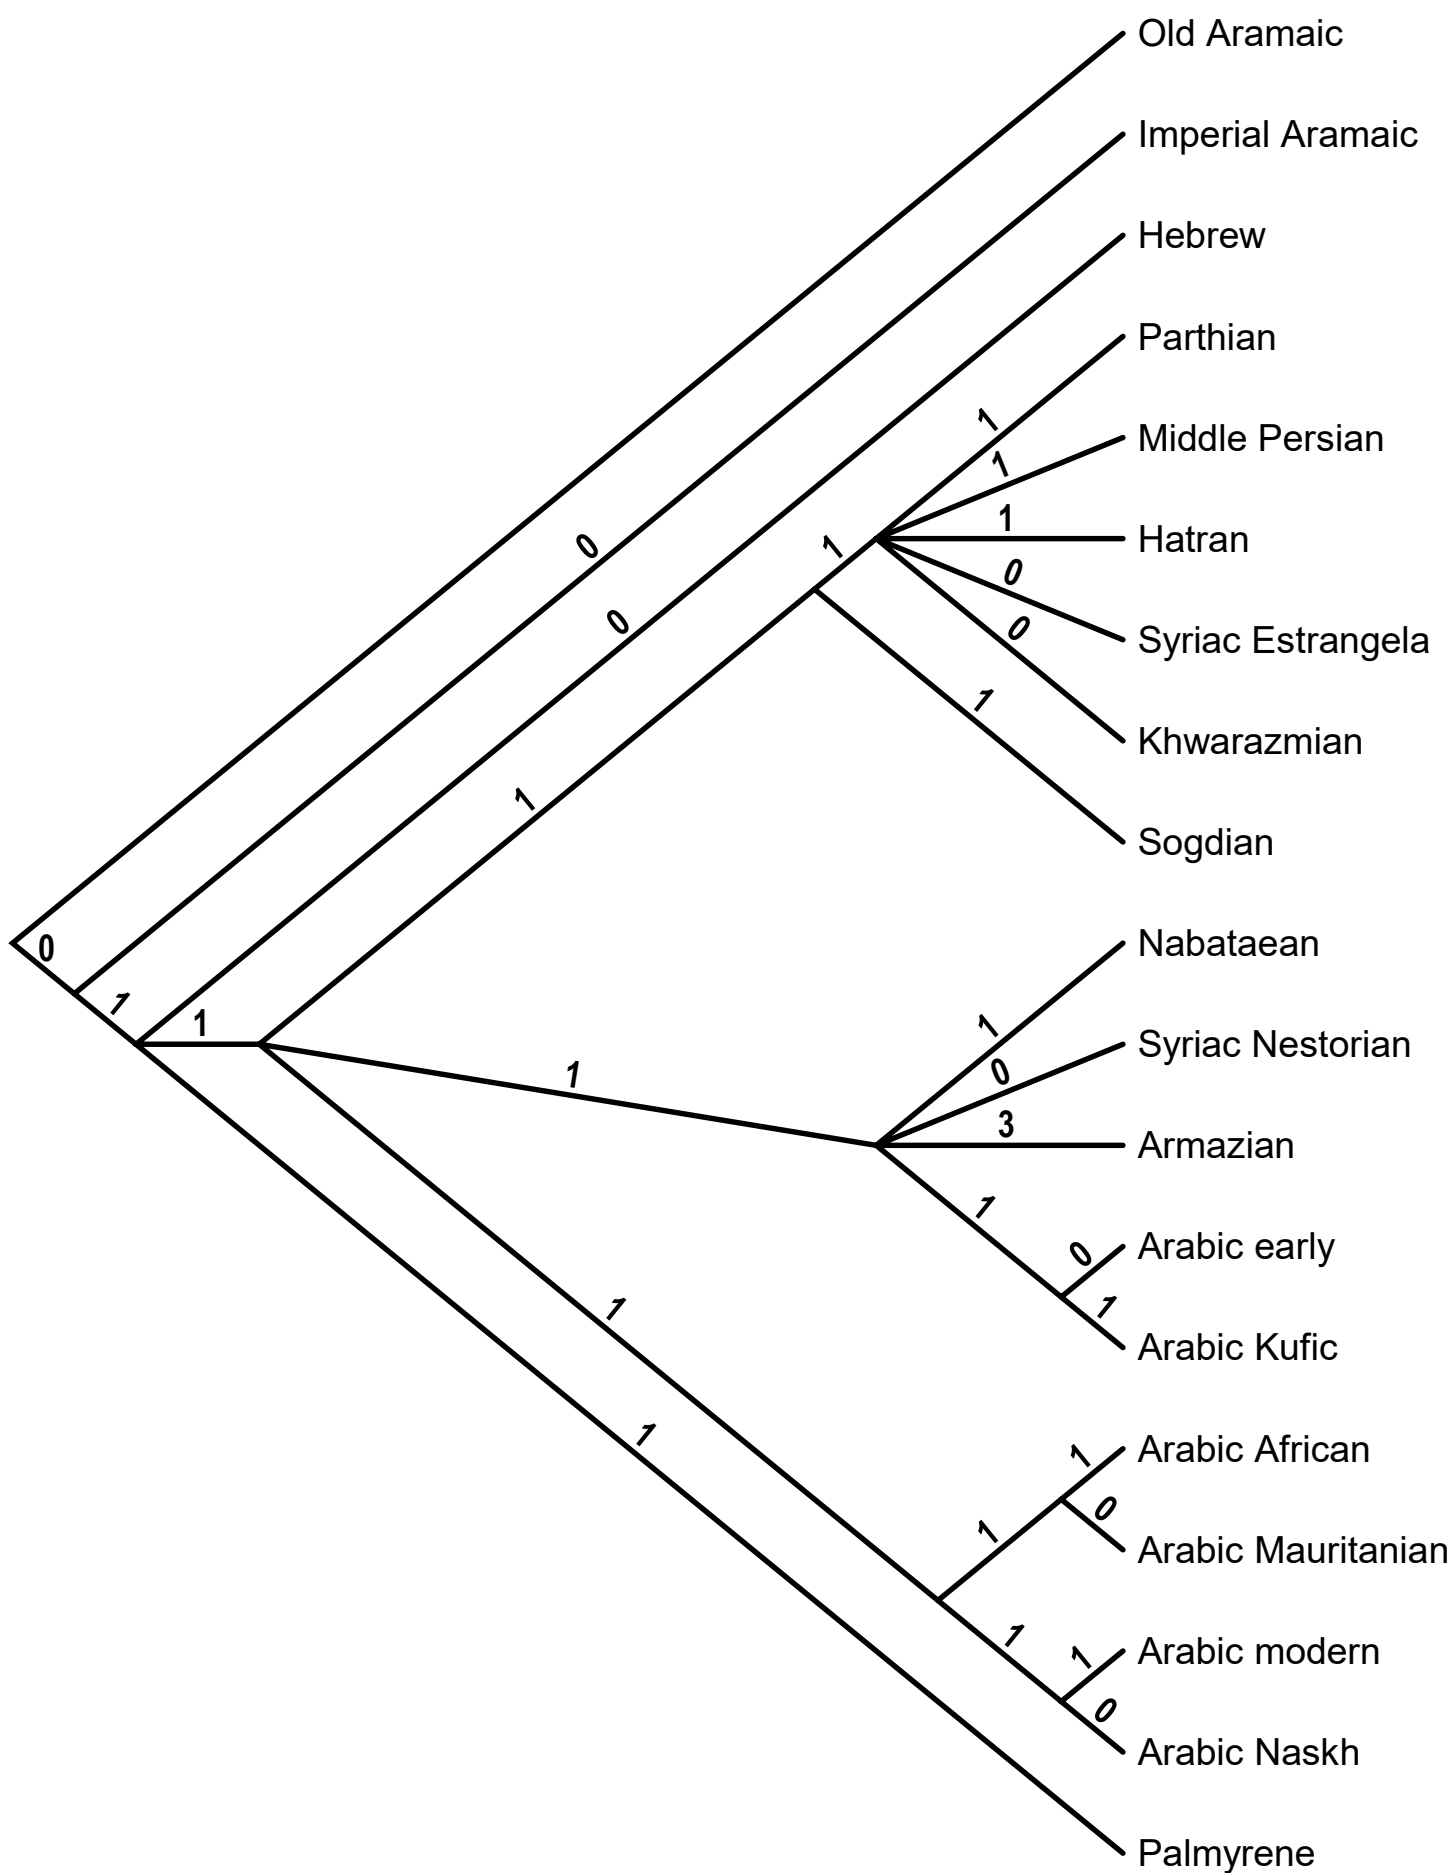 Old Aramaic
Imperial Aramaic
0
Hebrew
0
Parthian
1
Middle Persian
1
1
Hatran
1
Syriac Estrangela
0
Khwarazmian
0
Sogdian
1
1
Nabataean
1
0
1
1
Syriac Nestorian
0
1
Armazian
3
Arabic early
0
1
Arabic Kufic
1
1
Arabic African
1
1
Arabic Mauritanian
0
1
Arabic modern
1
1
Arabic Naskh
0
Palmyrene